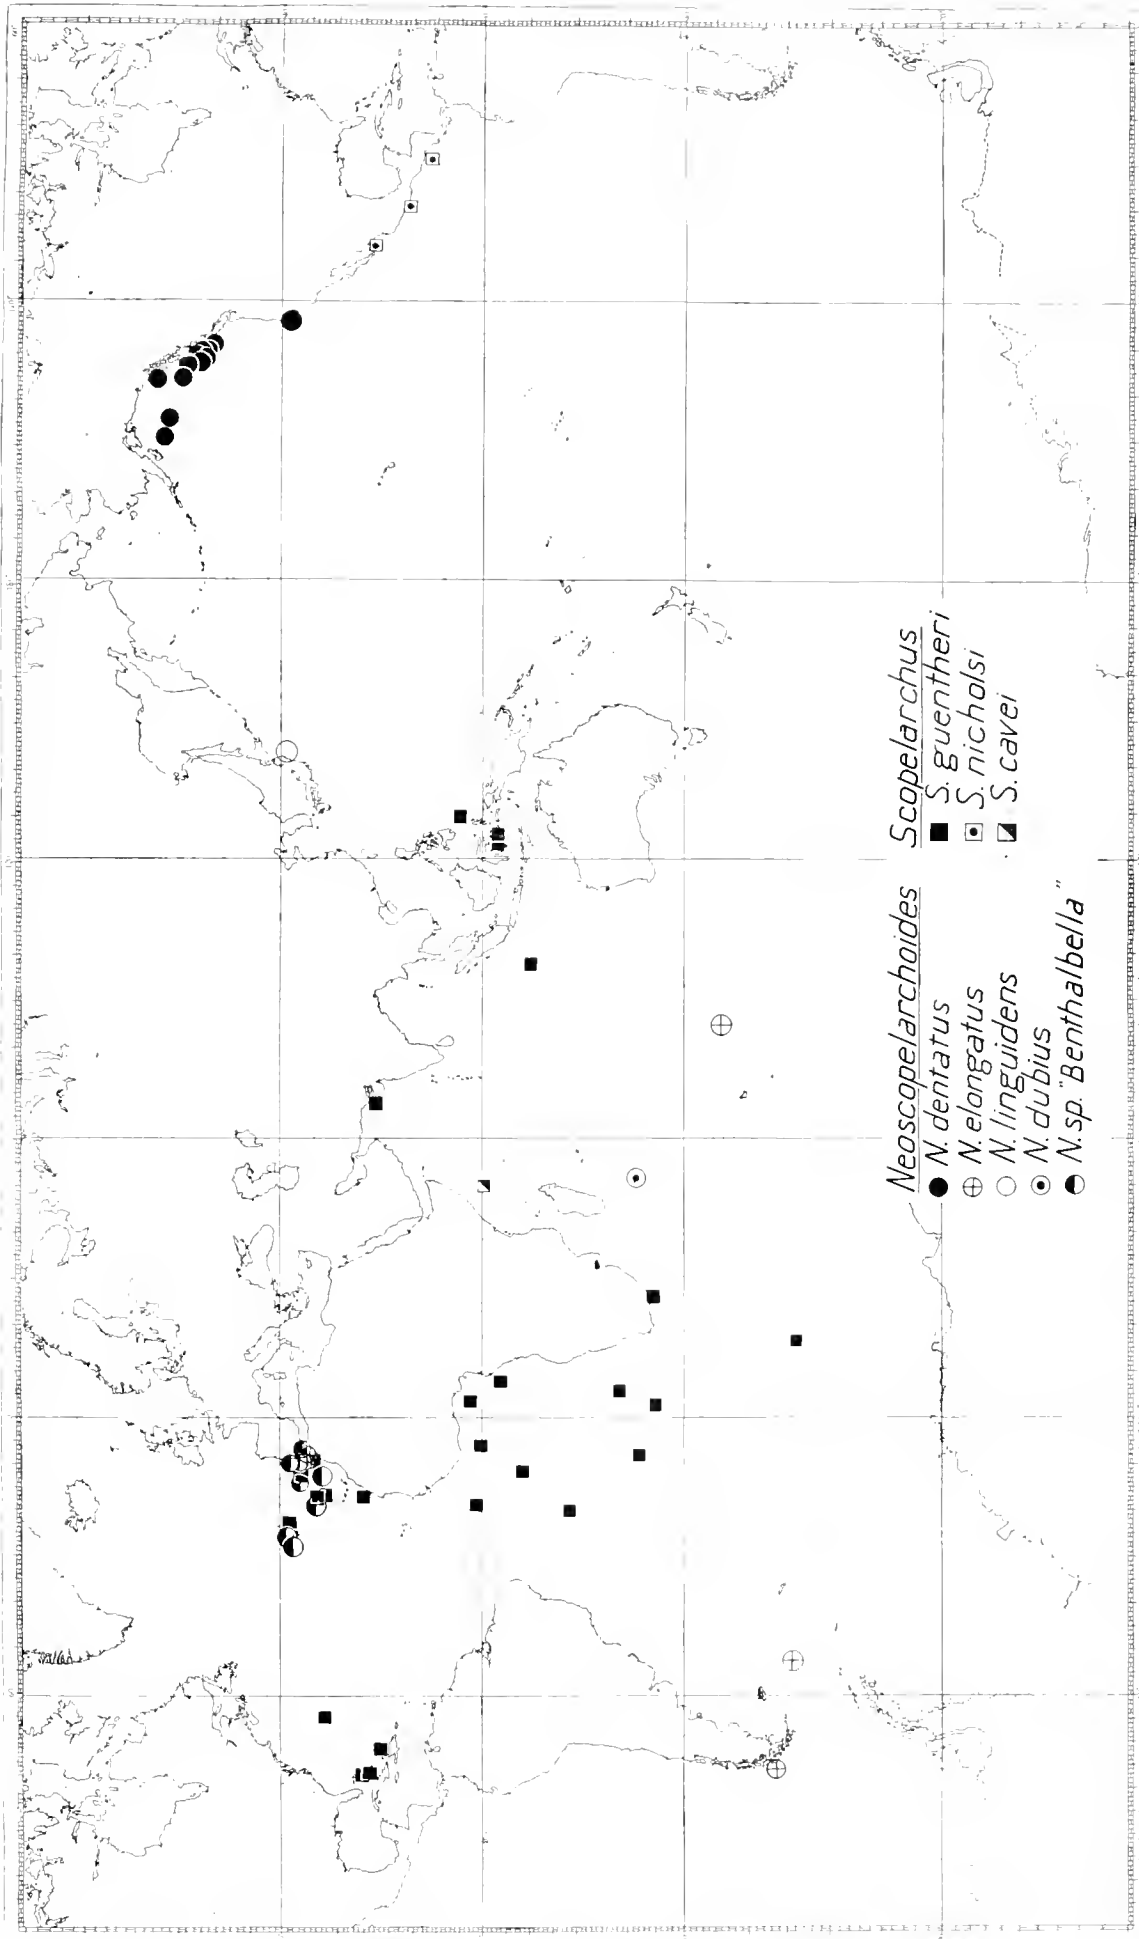 Neoscopelarchoides
N. dentatus
N. elongatus
N. linguidens
N. dubius
N. sp. "Benthalbella"
Scopelarchus
S. guentheri
S. nicholsi
S. cavei